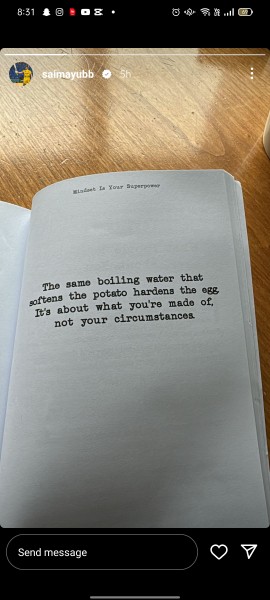 8:31
saimayubb 5h
Mindset Is Your Superpower
The same boiling water that
softens the potato hardens the egg.
It's about what you're made of,
not your circumstances.
Send message